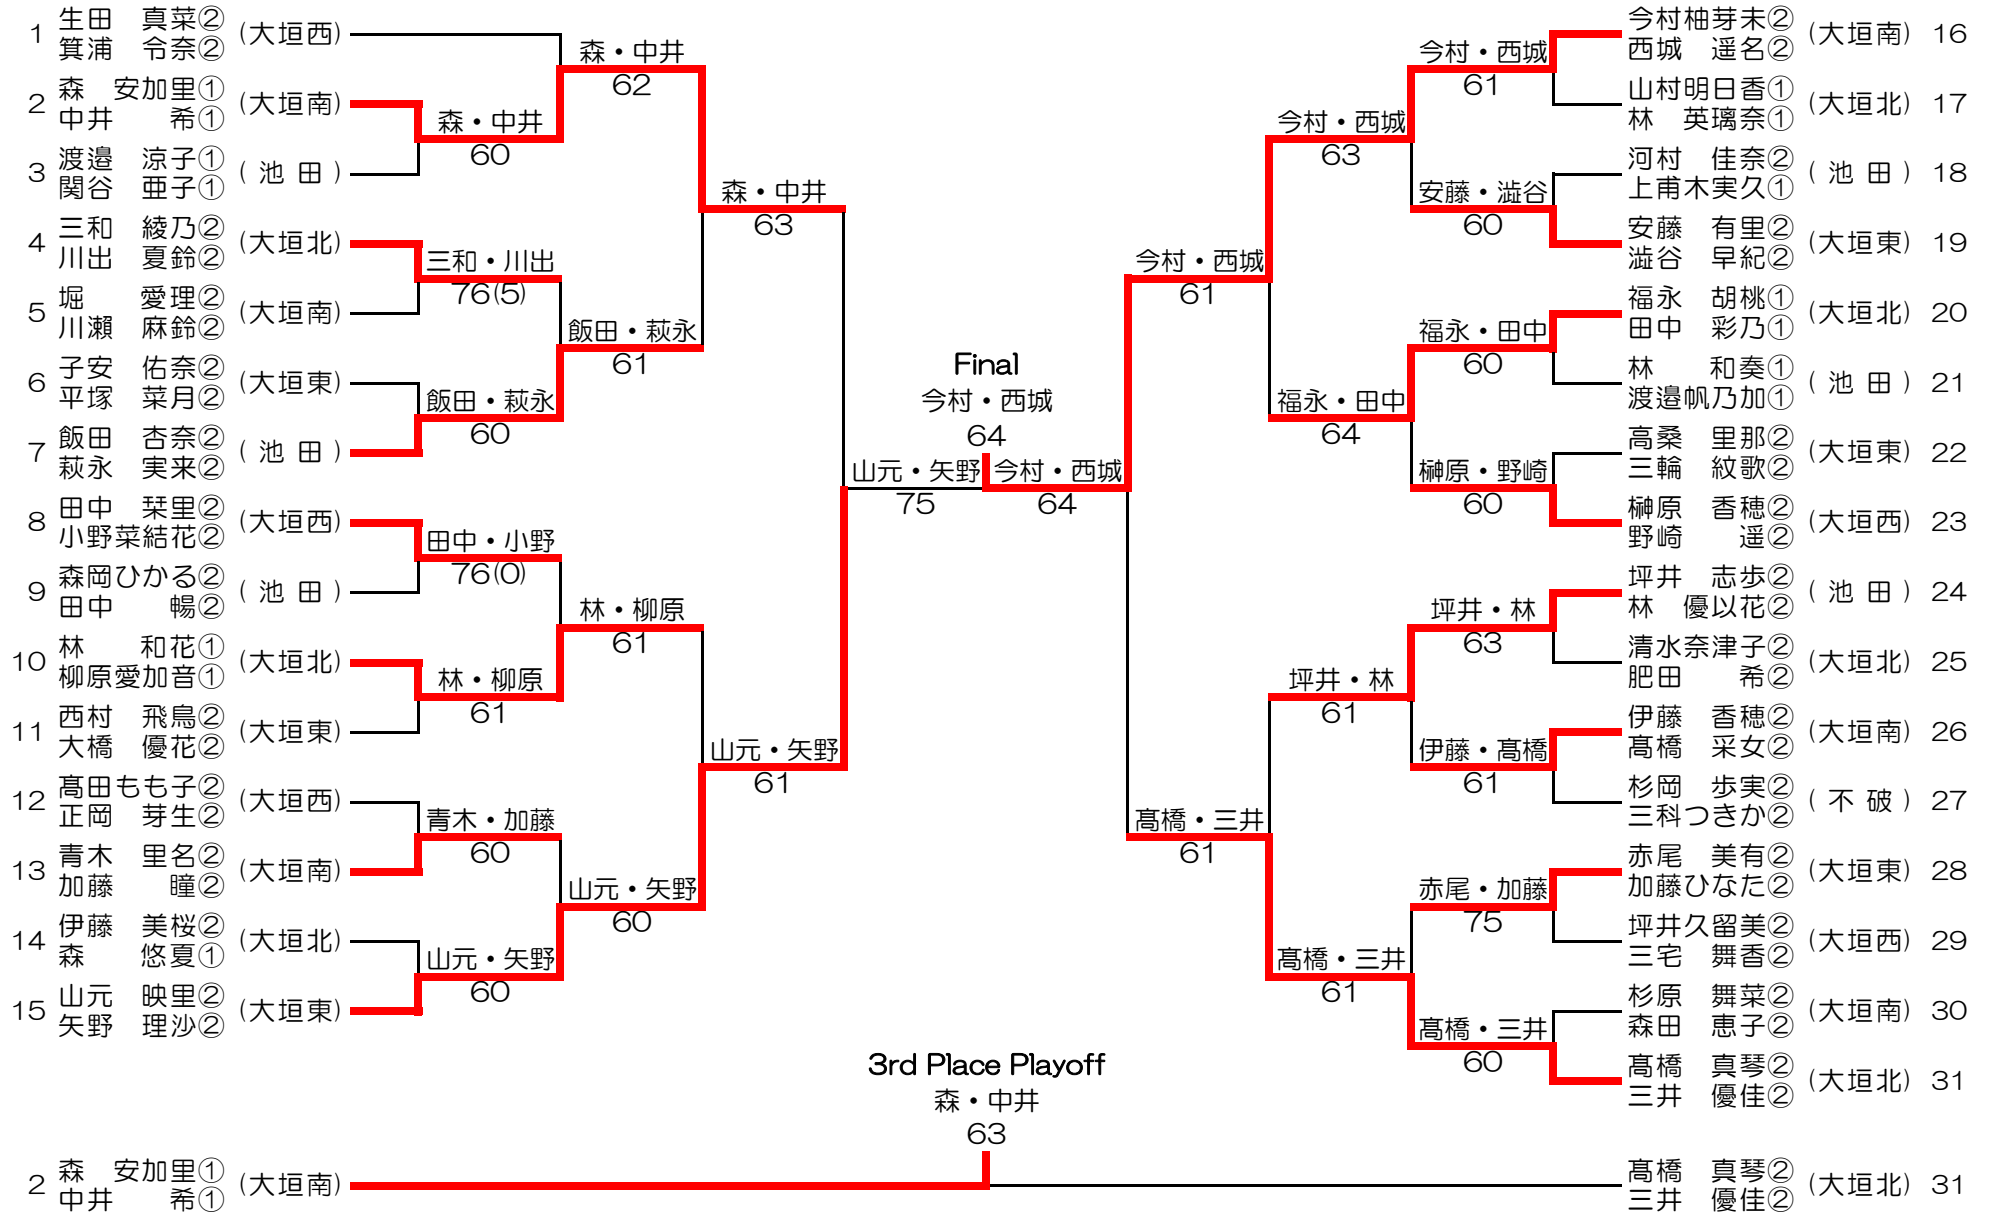 1 生田 真菜② (大垣西)
箕浦 令奈②
2 森 安加里① (大垣南)
中井 希①
3 渡邉 涼子① (池田)
関谷 亜子①
4 三和 綾乃② (大垣北)
川出 夏鈴②
5 堀 愛理② (大垣南)
川瀬 麻鈴②
6 子安 佑奈② (大垣東)
平塚 菜月②
7 飯田 杏奈② (池田)
萩永 実来②
8 田中 栞里② (大垣西)
小野菜結花②
9 森岡ひかる② (池田)
田中 暢②
10 林 和花① (大垣北)
柳原愛加音①
11 西村 飛鳥② (大垣東)
大橋 優花②
12 髙田もも子② (大垣西)
正岡 芽生②
13 青木 里名② (大垣南)
加藤 瞳②
14 伊藤 美桜② (大垣北)
森 悠夏①
15 山元 映里② (大垣東)
矢野 理沙②
森・中井
60
三和・川出
76(5)
飯田・萩永
60
田中・小野
76(0)
林・柳原
61
青木・加藤
60
山元・矢野
60
森・中井
62
飯田・萩永
61
林・柳原
61
山元・矢野
60
森・中井
63
山元・矢野
61
山元・矢野
75
Final
今村・西城
64
今村・西城
64
今村・西城
61
髙橋・三井
61
今村・西城
63
福永・田中
64
坪井・林
61
髙橋・三井
61
今村・西城
61
安藤・澁谷
60
福永・田中
60
榊原・野崎
60
坪井・林
63
伊藤・髙橋
61
赤尾・加藤
75
髙橋・三井
60
今村柚芽未② (大垣南) 16
西城 遥名②
山村明日香① (大垣北) 17
林 英璃奈①
河村 佳奈② (池田) 18
上甫木実久①
安藤 有里② (大垣東) 19
澁谷 早紀②
福永 胡桃① (大垣北) 20
田中 彩乃①
林 和奏① (池田) 21
渡邉帆乃加①
高桑 里那② (大垣東) 22
三輪 紋歌②
榊原 香穂② (大垣西) 23
野崎 遥②
坪井 志歩② (池田) 24
林 優以花②
清水奈津子② (大垣北) 25
肥田 希②
伊藤 香穂② (大垣南) 26
髙橋 采女②
杉岡 歩実② (不破) 27
三科つきか②
赤尾 美有② (大垣東) 28
加藤ひなた②
坪井久留美② (大垣西) 29
三宅 舞香②
杉原 舞菜② (大垣南) 30
森田 恵子②
髙橋 真琴② (大垣北) 31
三井 優佳②
3rd Place Playoff
森・中井
63
2 森 安加里① (大垣南)
中井 希①
髙橋 真琴② (大垣北) 31
三井 優佳②